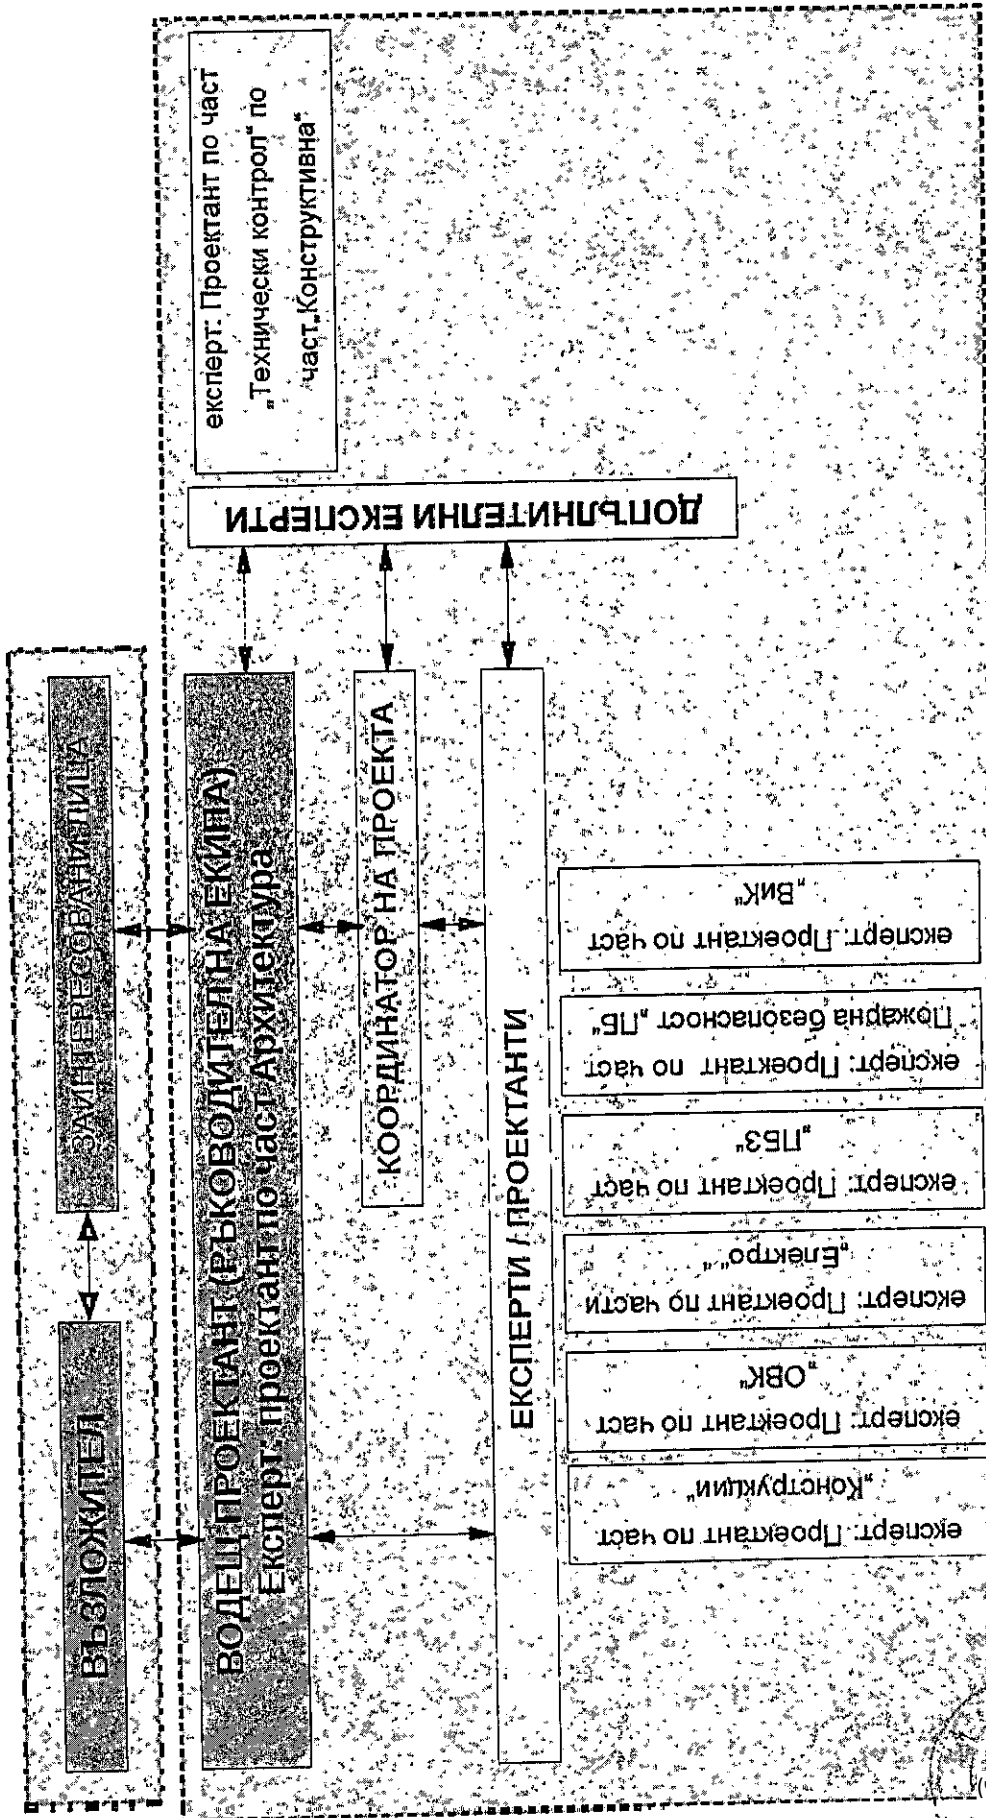 ВЪЗЛОЖИТЕЛ
ЗАИНТЕРЕСОВАНИ ЛИЦА
ВОДЕЩ ПРОЕКТАНТ (РЪКОВОДИТЕЛ НА ЕКИПА)
Експерт: проектант по част Архитектура
КООРДИНАТОР НА ПРОЕКТА
ЕКСПЕРТИ / ПРОЕКТАНТИ
ДОПЪЛНИТЕЛНИ ЕКСПЕРТИ
експерт: Проектант по част
„Технически контрол“ по
част„Конструктивна“
експерт: Проектант по част
„Конструкции“
експерт: Проектант по част
„ОВК“
експерт: Проектант по части
„Електро“
експерт: Проектант по част
„ПБЗ“
експерт: Проектант по част
Пожарна безопасност „ПБ“
експерт: Проектант по част
„ВиК“